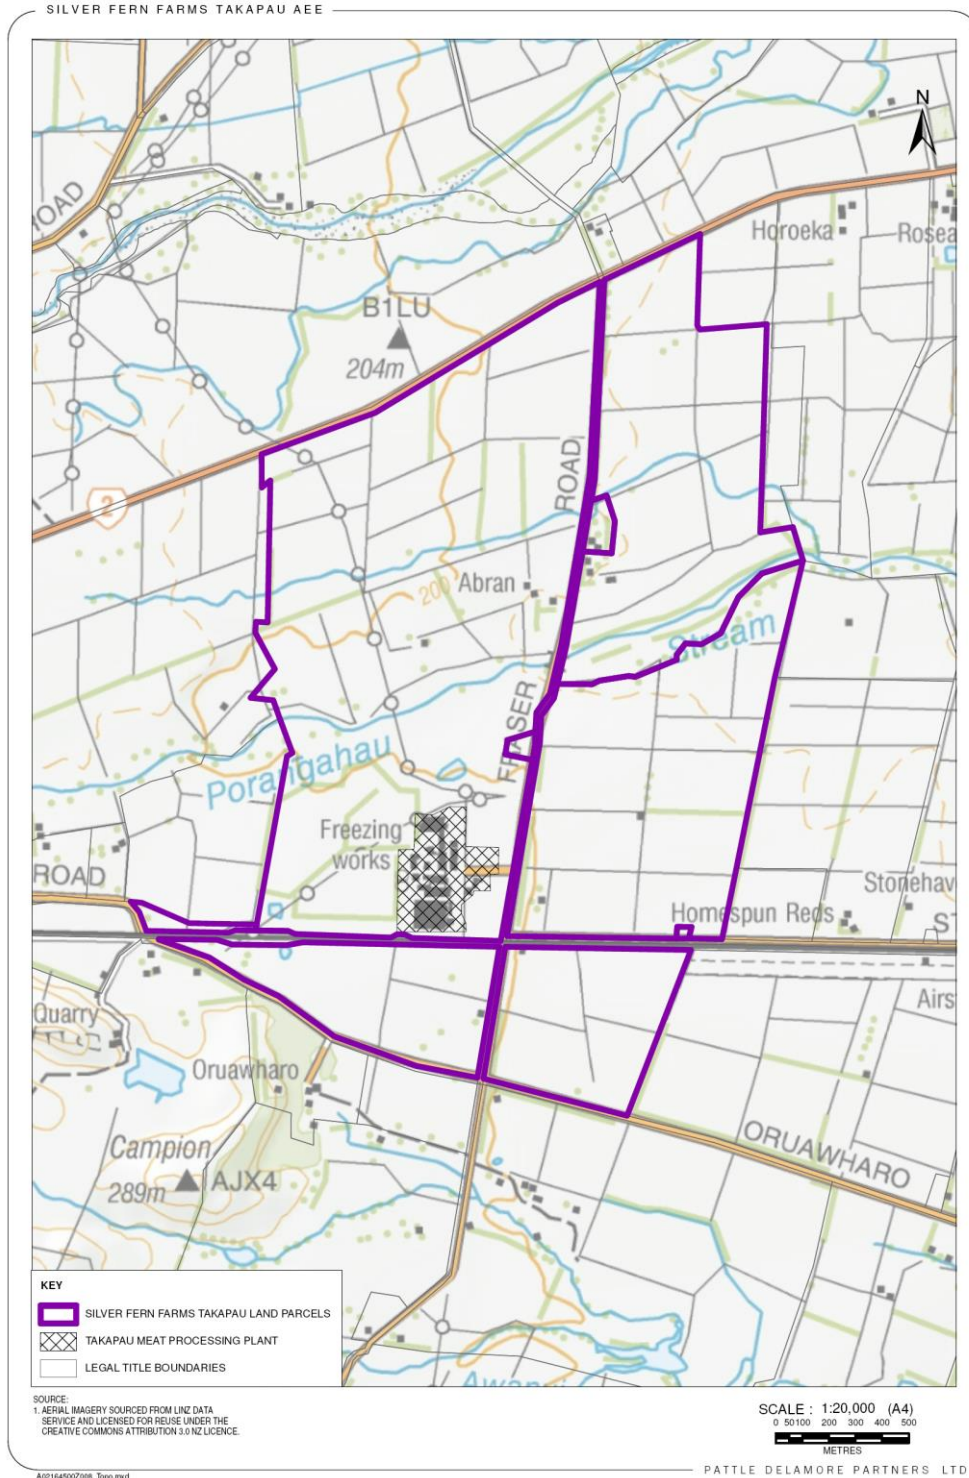 SILVER FERN FARMS TAKAPAU AEE
N
ROAD
Horoeka
Rosea
B1LU
204m
2
ROAD
Abran
200
Stream
FRASER
Porangahau
Freezing
works
ROAD
Stonehav
Homespun Reds
ST
Quarry
Airs
Oruawharo
Campion
289m
AJX4
ORUAWHARO
KEY
SILVER FERN FARMS TAKAPAU LAND PARCELS
TAKAPAU MEAT PROCESSING PLANT
LEGAL TITLE BOUNDARIES
SOURCE:
1. AERIAL IMAGERY SOURCED FROM LINZ DATA
SERVICE AND LICENSED FOR REUSE UNDER THE
CREATIVE COMMONS ATTRIBUTION 3.0 NZ LICENCE.
SCALE : 1:20,000 (A4)
0 50 100 200 300 400 500
METRES
PATTLE DELAMORE PARTNERS LTD